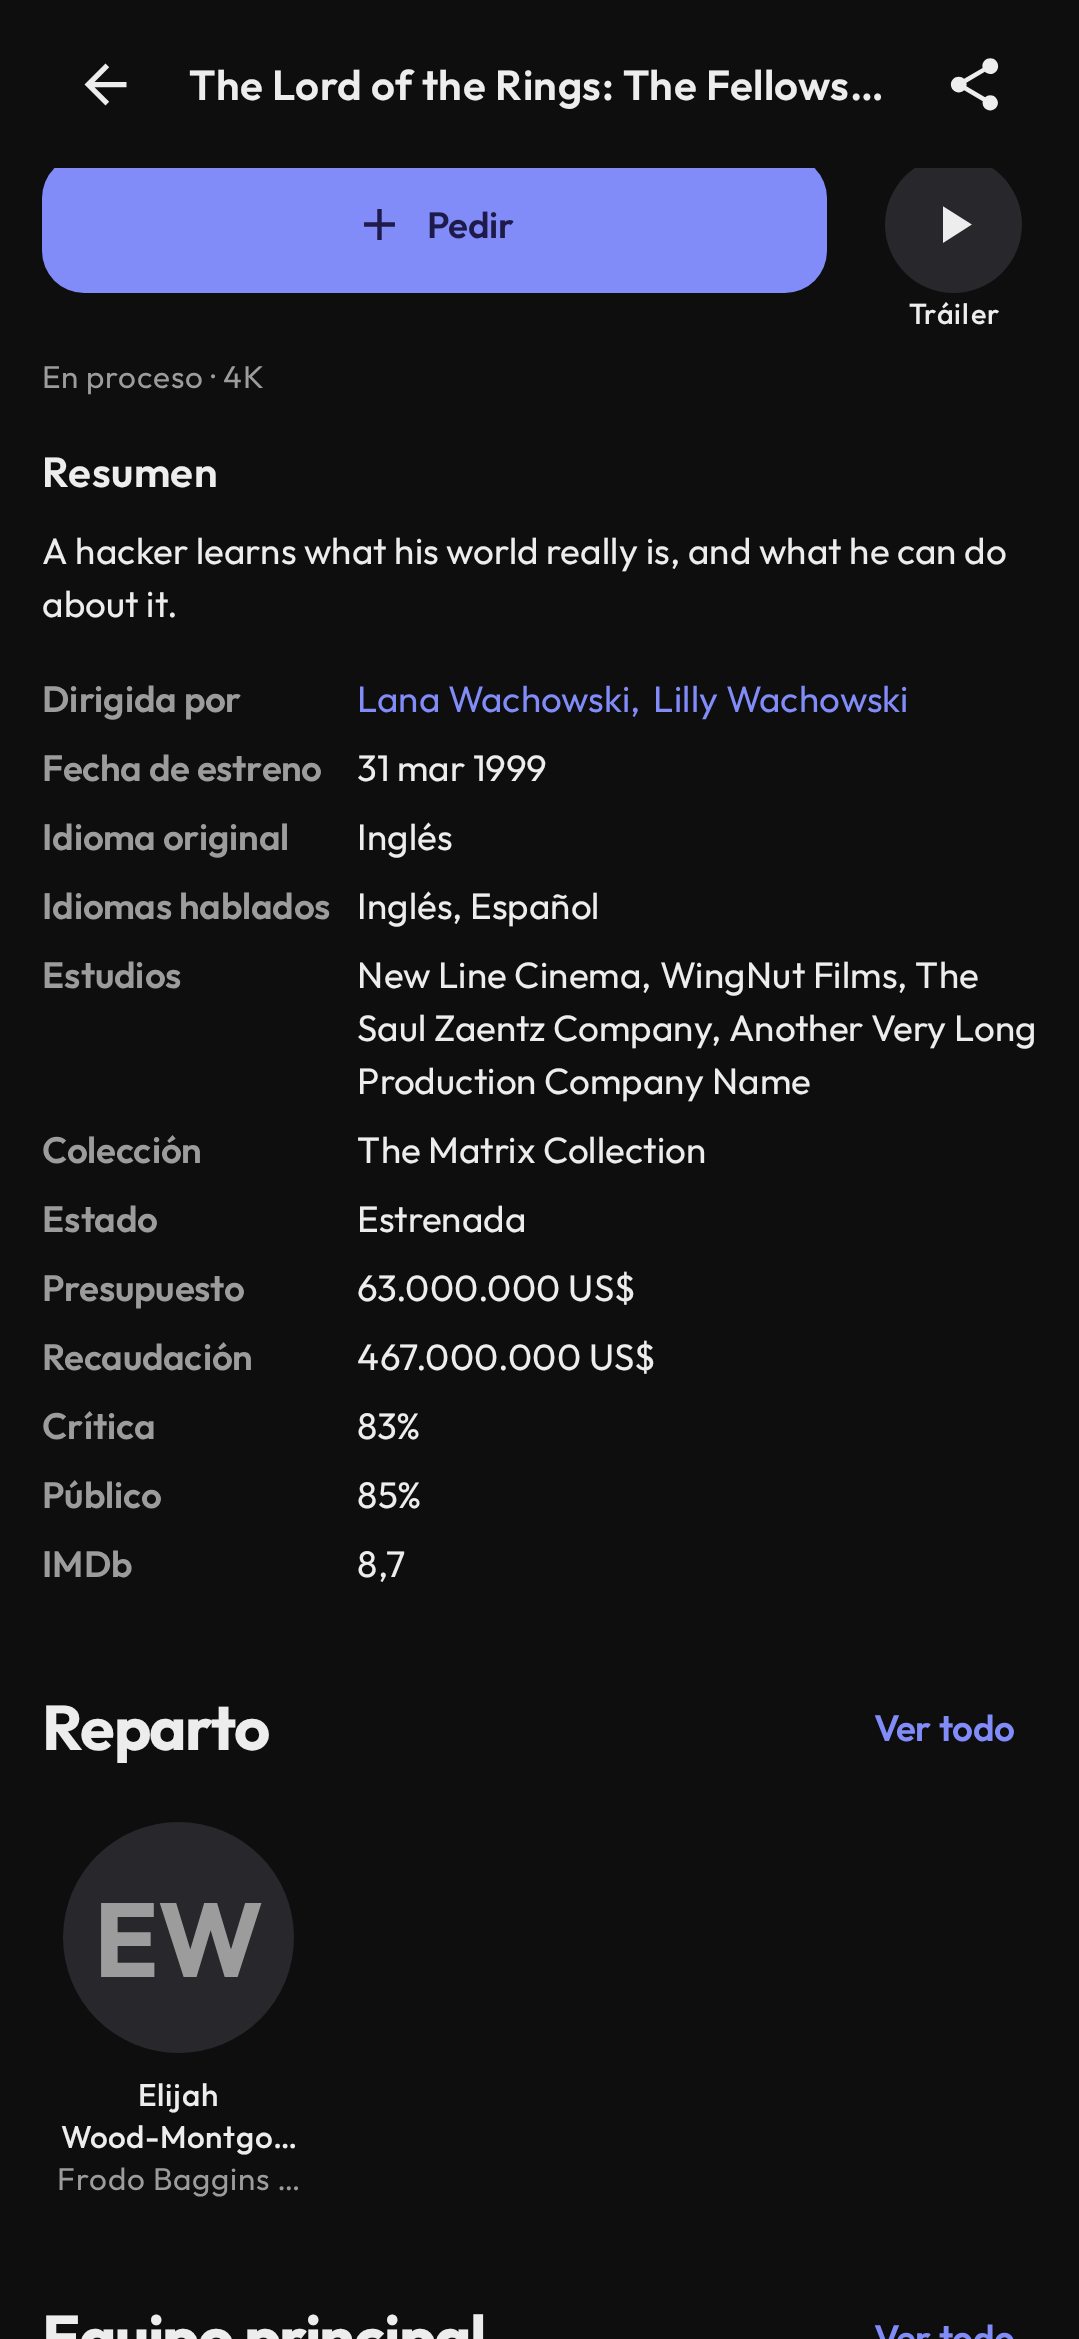 The Lord of the Rings: The Fellows...
+ Pedir
Tráiler
En proceso · 4K
Resumen
A hacker learns what his world really is, and what he can do
about it.
Dirigida por Lana Wachowski, Lilly Wachowski
Fecha de estreno 31 mar 1999
Idioma original Inglés
Idiomas hablados Inglés, Español
Estudios New Line Cinema, WingNut Films, The
Saul Zaentz Company, Another Very Long
Production Company Name
Colección The Matrix Collection
Estado Estrenada
Presupuesto 63.000.000 US$
Recaudación 467.000.000 US$
Crítica 83%
Público 85%
IMDb 8,7
Reparto Ver todo
EW
Elijah
Wood-Montgo...
Frodo Baggins ...
Equipo principal Ver todo